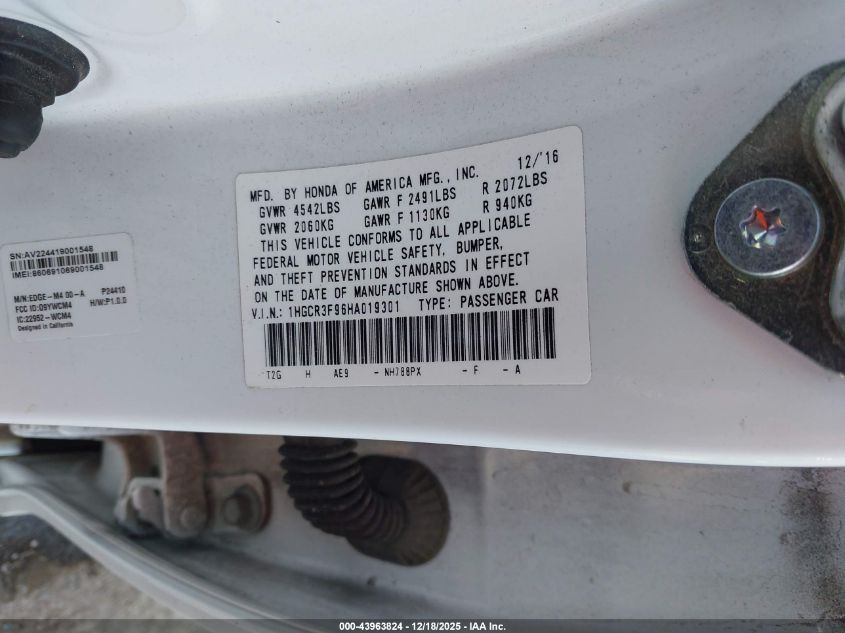 MFD. BY HONDA OF AMERICA MFG., INC. 12/'16
GVWR 4542LBS GAWR F 2491LBS R 2072LBS
GVWR 2060KG GAWR F 1130KG R 940KG
THIS VEHICLE CONFORMS TO ALL APPLICABLE
FEDERAL MOTOR VEHICLE SAFETY, BUMPER,
AND THEFT PREVENTION STANDARDS IN EFFECT
ON THE DATE OF MANUFACTURE SHOWN ABOVE.
V.I.N.: 1HGCR3F96HA019301 TYPE: PASSENGER CAR
T2G H AE9 - NH788PX - F - A
SN:AV224419001548
IMEI:860691069001548
M/N:EDGE-M4 00-A P24410
FCC ID:O9YWCM4 H/W:P1.0.0
IC:22952-WCM4
Designed in California
000-43963824 - 12/18/2025 - IAA Inc.